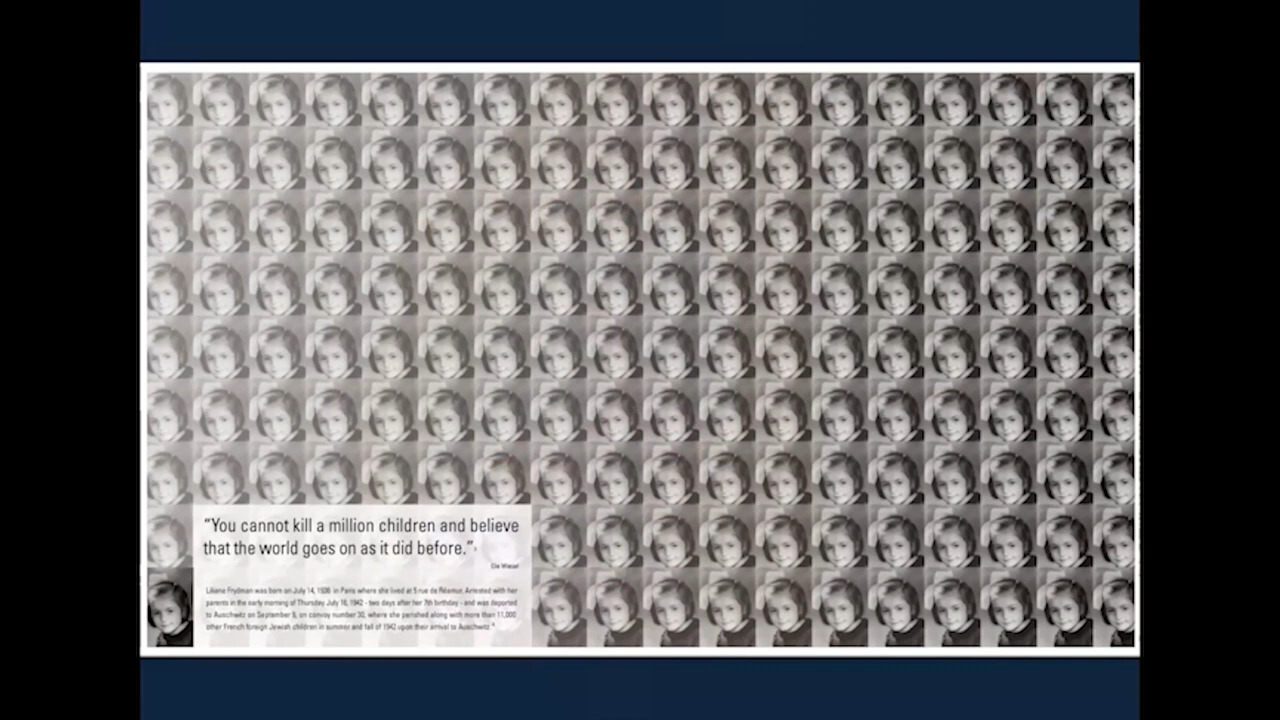 “You cannot kill a million children and believe
that the world goes on as it did before.”
Elie Wiesel
Liliane Frydman was born on July 14, in Paris where she lived at 5 rue de Réamur. Arrested with her
parents in the early morning of Thursday July 16, 1942 - two days after her 7th birthday - and was deported
to Auschwitz on September 9, on convoy number 30, where she perished along with more than 11,000
other French foreign Jewish children in summer and fall of 1942 upon their arrival to Auschwitz.